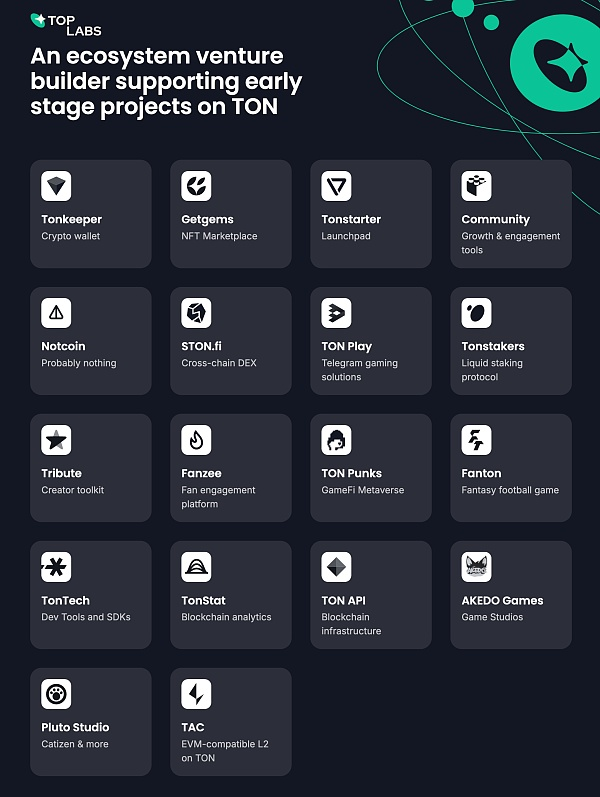 TOP
LABS
An ecosystem venture
builder supporting early
stage projects on TON
Tonkeeper
Crypto wallet
Getgems
NFT Marketplace
Tonstarter
Launchpad
Community
Growth & engagement
tools
Notcoin
Probably nothing
STON.fi
Cross-chain DEX
TON Play
Telegram gaming
solutions
Tonstakers
Liquid staking
protocol
Tribute
Creator toolkit
Fanzee
Fan engagement
platform
TON Punks
GameFi Metaverse
Fanton
Fantasy football game
TonTech
Dev Tools and SDKs
TonStat
Blockchain analytics
TON API
Blockchain
infrastructure
AKEDO Games
Game Studios
Pluto Studio
Catizen & more
TAC
EVM-compatible L2
on TON